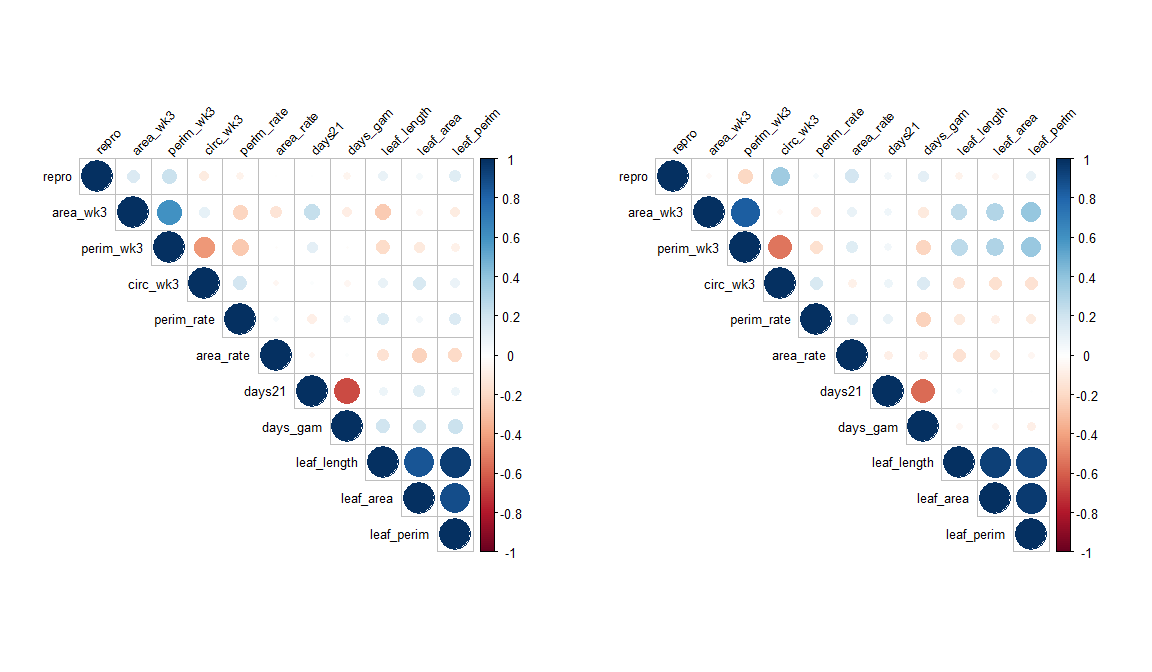 repro
area_wk3
perim_wk3
circ_wk3
perim_rate
area_rate
days21
days_gam
leaf_length
leaf_area
leaf_perim
repro
area_wk3
perim_wk3
circ_wk3
perim_rate
area_rate
days21
days_gam
leaf_length
leaf_area
leaf_perim
1
0.8
0.6
0.4
0.2
0
-0.2
-0.4
-0.6
-0.8
-1
repro
area_wk3
perim_wk3
circ_wk3
perim_rate
area_rate
days21
days_gam
leaf_length
leaf_area
leaf_perim
repro
area_wk3
perim_wk3
circ_wk3
perim_rate
area_rate
days21
days_gam
leaf_length
leaf_area
leaf_perim
1
0.8
0.6
0.4
0.2
0
-0.2
-0.4
-0.6
-0.8
-1